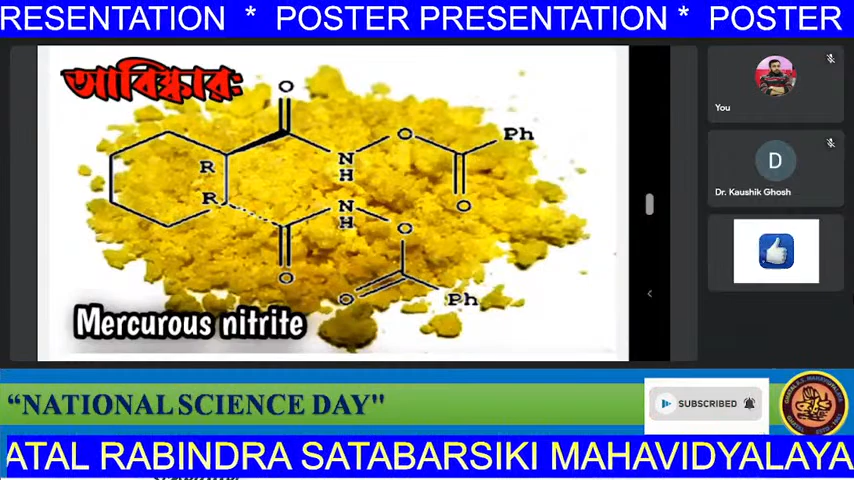 RESENTATION * POSTER PRESENTATION * POSTER
আবিষ্কার:
O
O
Ph
R
N
H
O
R
N
H
O
O
O
Ph
Mercurous nitrite
You
D
Dr. Kaushik Ghosh
“NATIONAL SCIENCE DAY"
SUBSCRIBED
ATAL RABINDRA SATABARSIKI MAHAVIDYALAYA